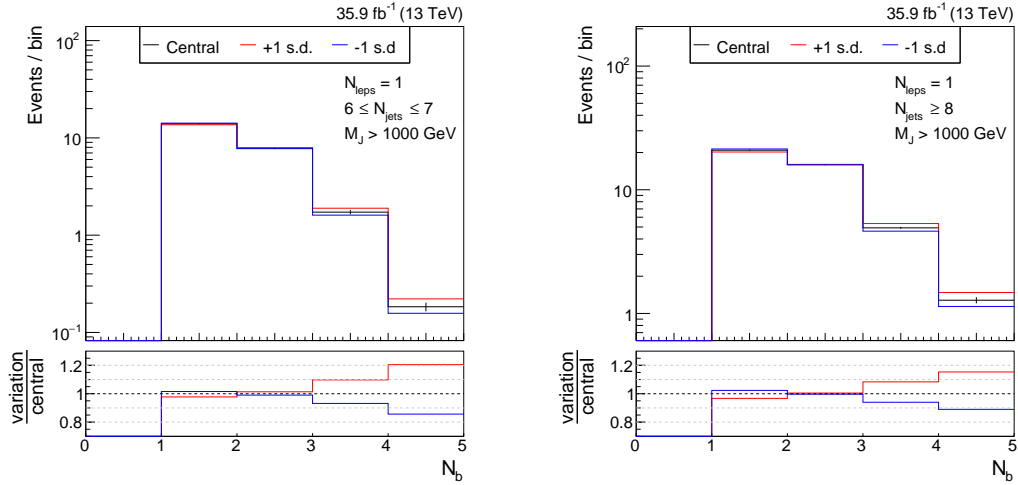 35.9 fb⁻¹ (13 TeV)
Central +1 s.d. -1 s.d
N_leps = 1
6 ≤ N_jets ≤ 7
M_J > 1000 GeV
Events / bin
10²
10
1
10⁻¹
variation
central
1.2
1
0.8
0 1 2 3 4 5
N_b
35.9 fb⁻¹ (13 TeV)
Central +1 s.d. -1 s.d
N_leps = 1
N_jets ≥ 8
M_J > 1000 GeV
Events / bin
10²
10
1
variation
central
1.2
1
0.8
0 1 2 3 4 5
N_b